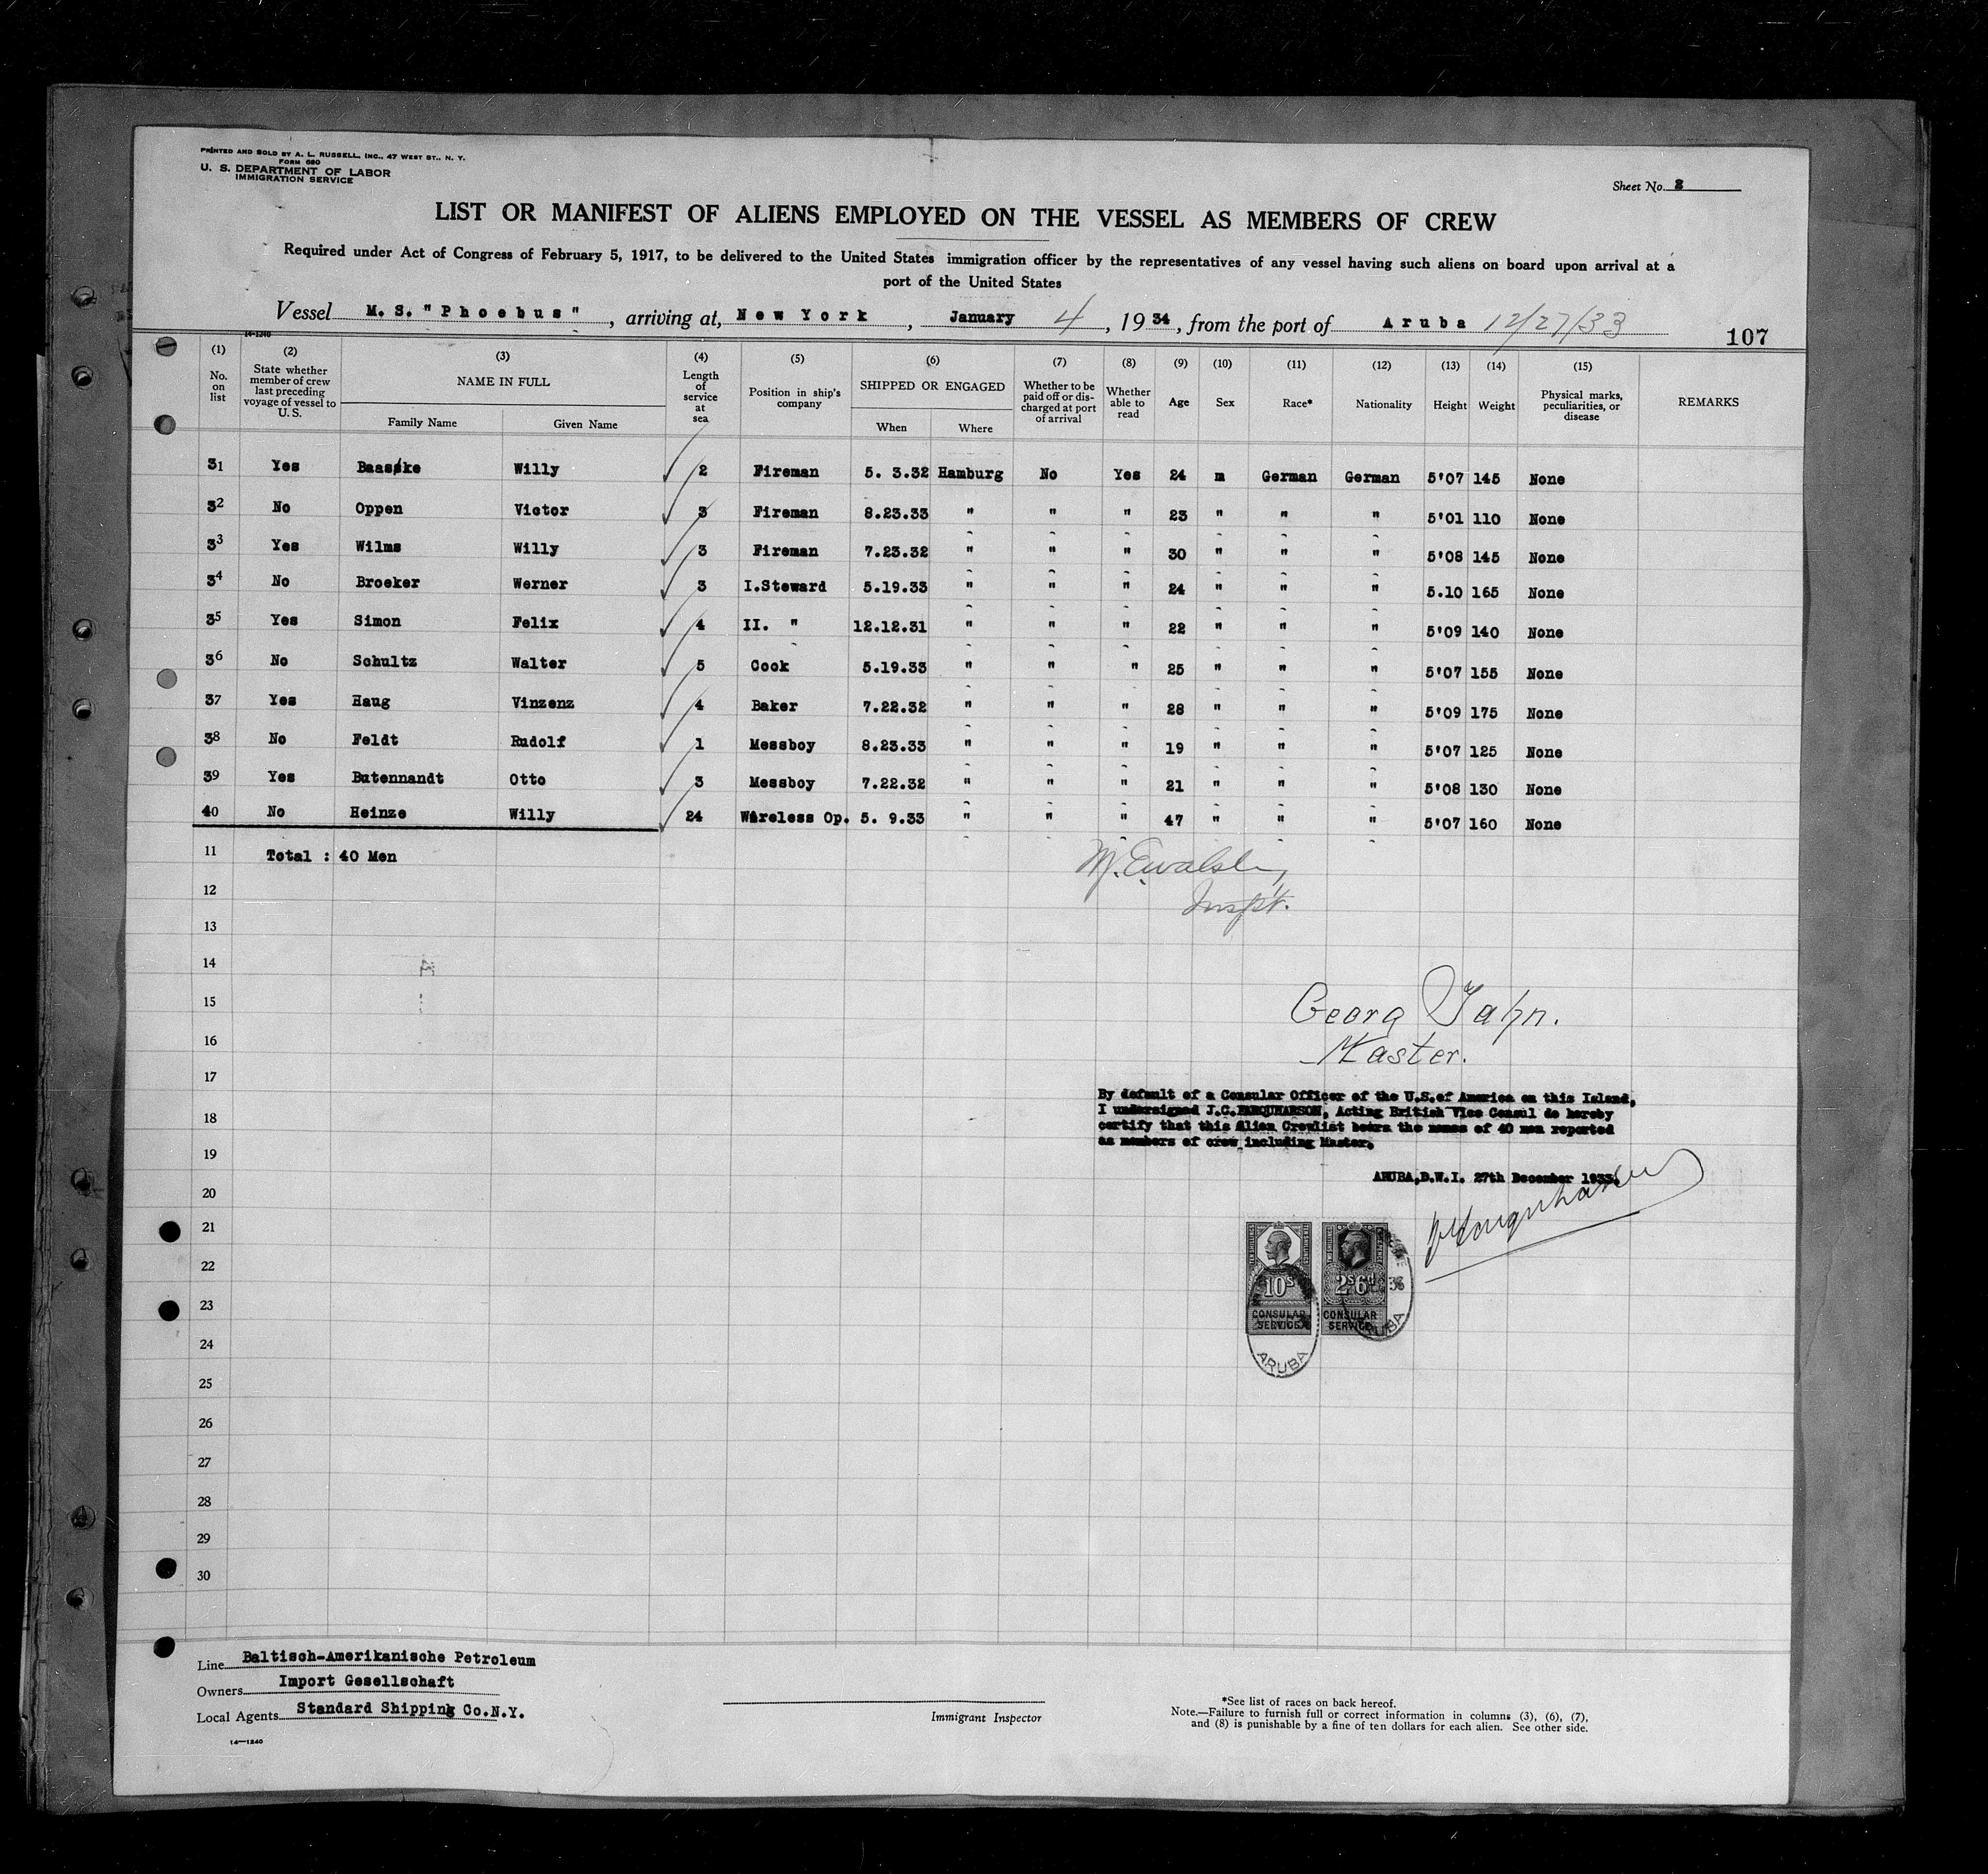 PRINTED AND SOLD BY A. L. RUSSELL, INC., 47 WEST ST., N. Y.
FORM 680
U. S. DEPARTMENT OF LABOR
IMMIGRATION SERVICE
Sheet No. 2
LIST OR MANIFEST OF ALIENS EMPLOYED ON THE VESSEL AS MEMBERS OF CREW
Required under Act of Congress of February 5, 1917, to be delivered to the United States immigration officer by the representatives of any vessel having such aliens on board upon arrival at a
port of the United States
Vessel M.S. "Phoebus", arriving at, New York, January 4, 1934, from the port of Aruba 12/27/33
14-1240
107
(1) (2) (3) (4) (5) (6) (7) (8) (9) (10) (11) (12) (13) (14) (15)
No. on list
State whether member of crew last preceding voyage of vessel to U. S.
NAME IN FULL
Family Name
Given Name
Length of service at sea
Position in ship's company
SHIPPED OR ENGAGED
When
Where
Whether to be paid off or discharged at port of arrival
Whether able to read
Age
Sex
Race*
Nationality
Height
Weight
Physical marks, peculiarities, or disease
REMARKS
31 Yes Baaske Willy 2 Fireman 5. 3.32 Hamburg No Yes 24 m German German 5'07 145 None
32 No Oppen Victor 3 Fireman 8.23.33 " " " 23 " " " 5'01 110 None
33 Yes Wilms Willy 3 Fireman 7.23.32 " " " 30 " " " 5'08 145 None
34 No Broeker Werner 3 I.Steward 5.19.33 " " " 24 " " " 5.10 165 None
35 Yes Simon Felix 4 II. " 12.12.31 " " " 22 " " " 5'09 140 None
36 No Schultz Walter 5 Cook 5.19.33 " " " 25 " " " 5'07 155 None
37 Yes Haug Vinzenz 4 Baker 7.22.32 " " " 28 " " " 5'09 175 None
38 No Feldt Rudolf 1 Messboy 8.23.33 " " " 19 " " " 5'07 125 None
39 Yes Butennandt Otto 3 Messboy 7.22.32 " " " 21 " " " 5'08 130 None
40 No Heinze Willy 24 Wireless Op. 5. 9.33 " " " 47 " " " 5'07 160 None
11 Total : 40 Men
M. E. Walsh,
12
Inspt.
13
14
15
Georg Jahn.
16
Master.
17
By default of a Consular Officer of the U.S.of America on this Island,
18
I undersigned J.C.FARQUHARSON, Acting British Vice Consul do hereby
certify that this Alien Crewlist bears the names of 40 men reported
19
as members of crew including Master.
ARUBA,D.W.I. 27th December 1933.
20
21
22
23
24
25
26
27
28
29
30
TEN SHILLINGS
10s
CONSULAR
SERVICE
2s6d
CONSULAR
SERVICE
ARUBA
ARUBA
Line Baltisch-Amerikanische Petroleum
Owners Import Gesellschaft
Local Agents Standard Shipping Co.N.Y.
14—1240
Immigrant Inspector
*See list of races on back hereof.
Note.—Failure to furnish full or correct information in columns (3), (6), (7),
and (8) is punishable by a fine of ten dollars for each alien. See other side.